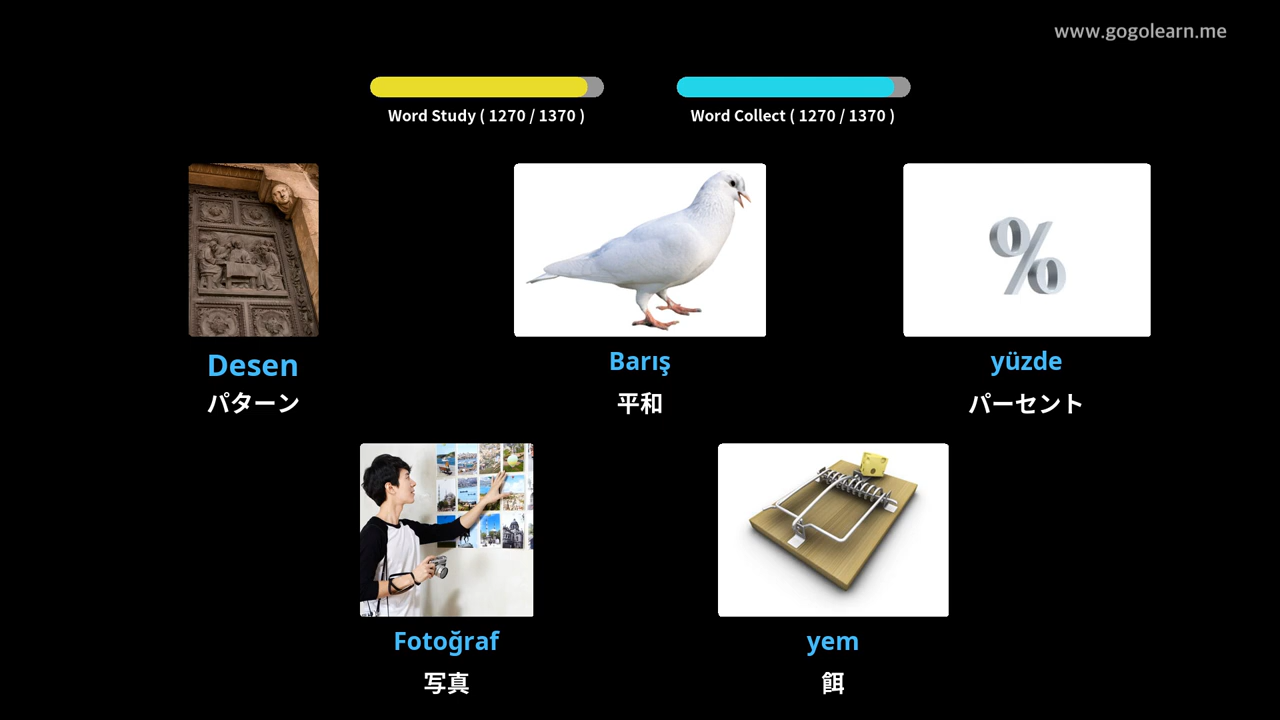 www.gogolearn.me
Word Study ( 1270 / 1370 )
Word Collect ( 1270 / 1370 )
Desen
パターン
Barış
平和
yüzde
パーセント
Fotoğraf
写真
yem
餌